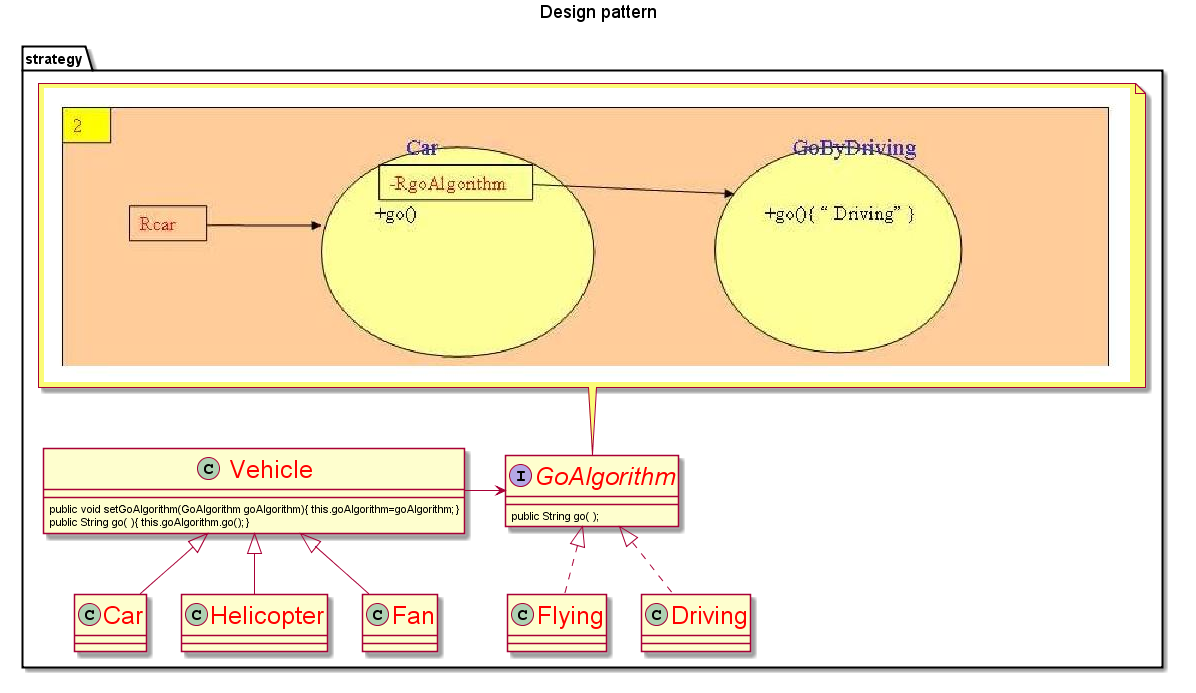 Design pattern
strategy
2
Car
GoByDriving
-RgoAlgorithm
+go()
+go(){ “ Driving” }
Rcar
C Vehicle
public void setGoAlgorithm(GoAlgorithm goAlgorithm){ this.goAlgorithm=goAlgorithm; }
public String go( ){ this.goAlgorithm.go(); }
I GoAlgorithm
public String go( );
C Car
C Helicopter
C Fan
C Flying
C Driving